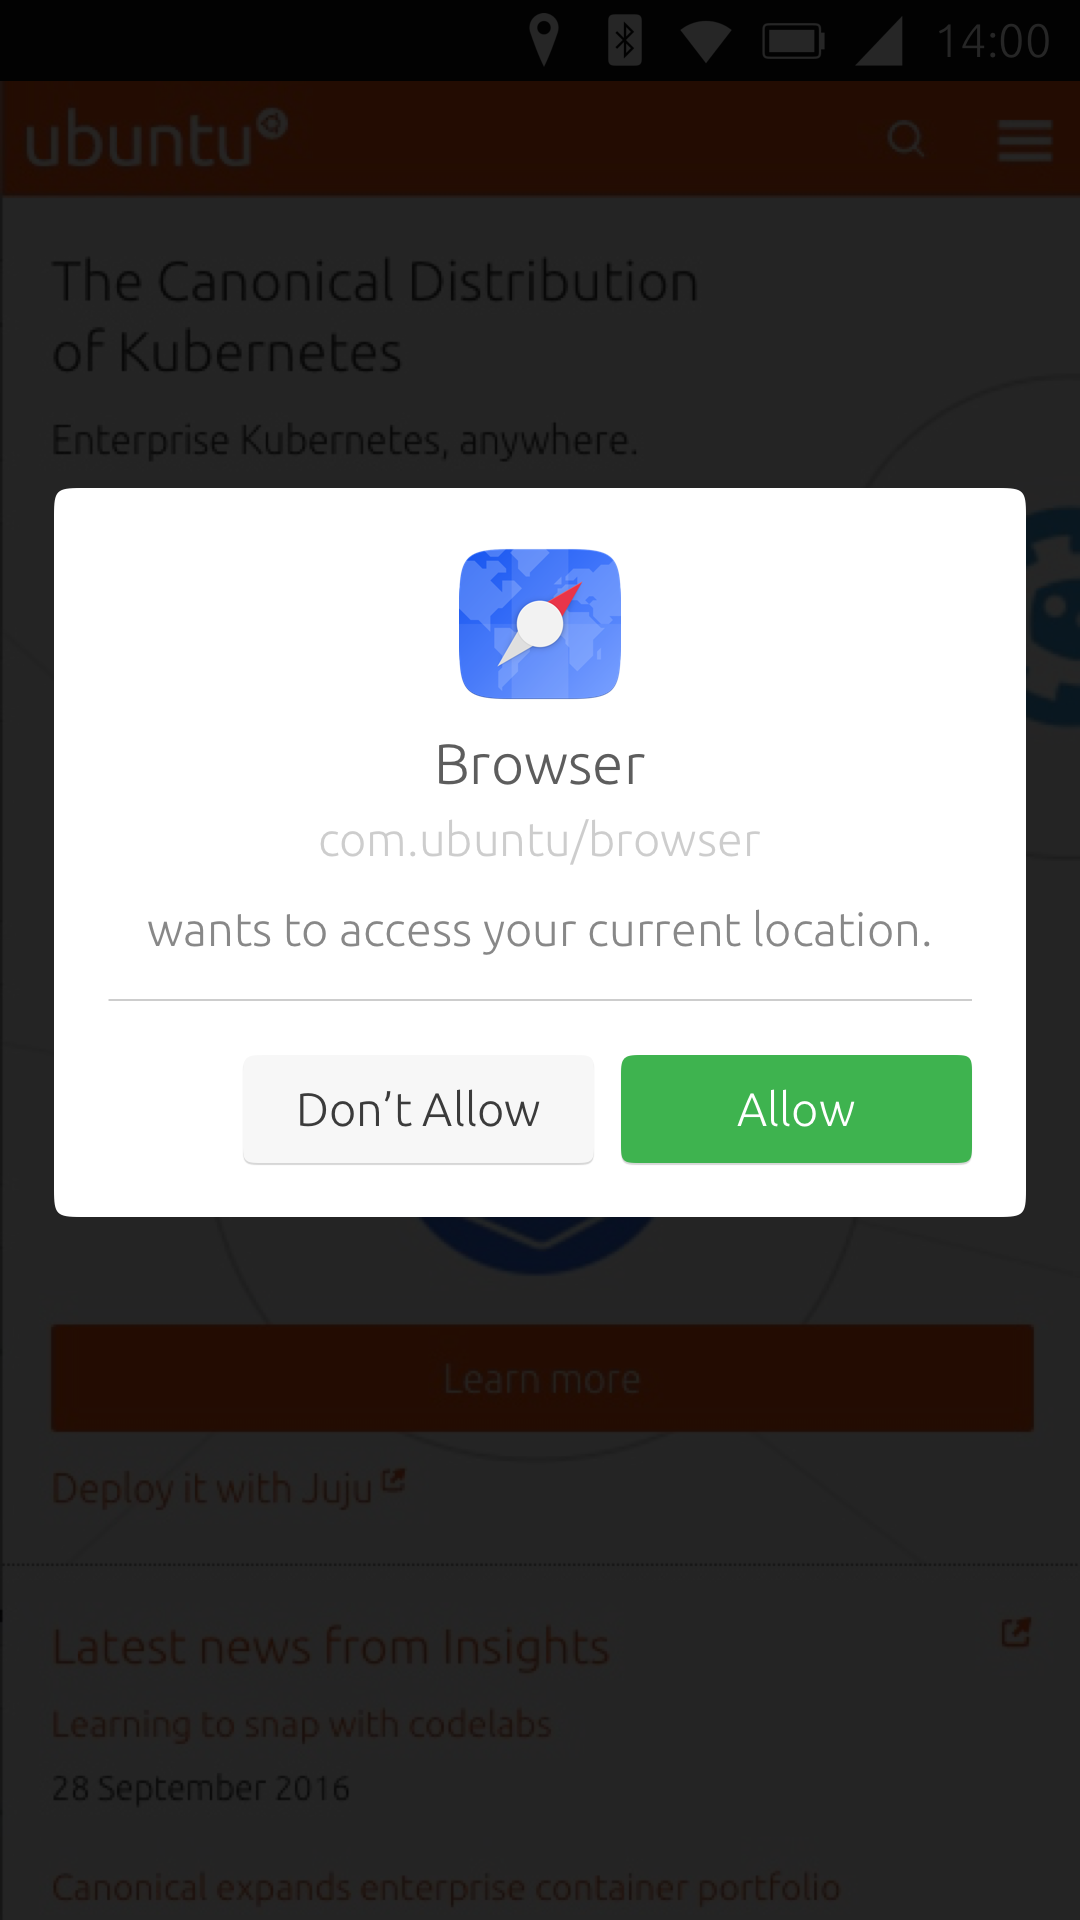 14:00
ubuntu
The Canonical Distribution
of Kubernetes
Enterprise Kubernetes, anywhere.
Browser
com.ubuntu/browser
wants to access your current location.
Don’t Allow
Allow
Learn more
Deploy it with Juju
Latest news from Insights
Learning to snap with codelabs
28 September 2016
Canonical expands enterprise container portfolio